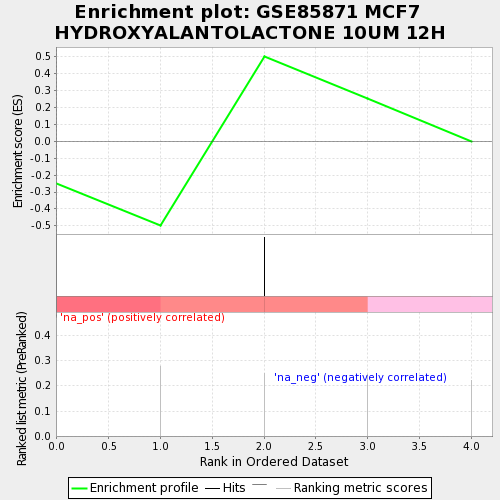 Enrichment plot: GSE85871 MCF7
HYDROXYALANTOLACTONE 10UM 12H
Enrichment score (ES)
0.5
0.4
0.3
0.2
0.1
0.0
-0.1
-0.2
-0.3
-0.4
-0.5
'na_pos' (positively correlated)
'na_neg' (negatively correlated)
Ranked list metric (PreRanked)
0.4
0.3
0.2
0.1
0.0
0.0 0.5 1.0 1.5 2.0 2.5 3.0 3.5 4.0
Rank in Ordered Dataset
Enrichment profile Hits Ranking metric scores